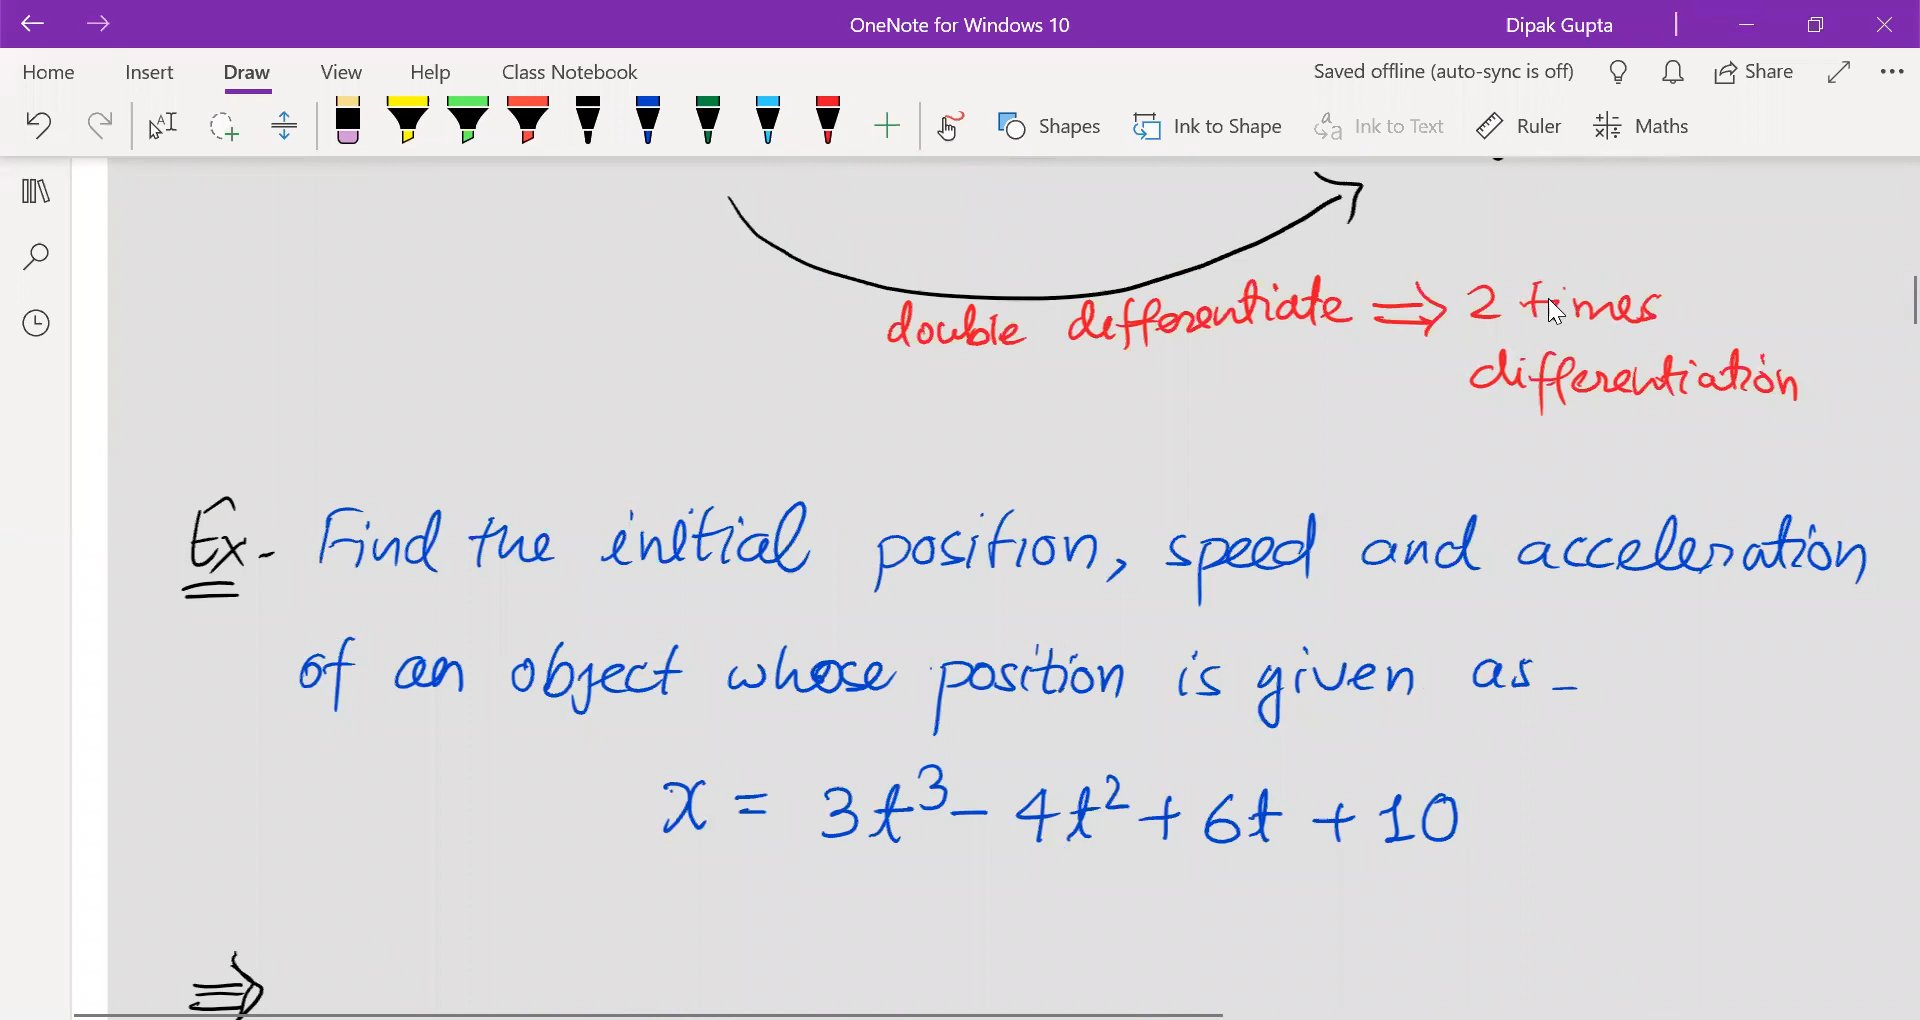 OneNote for Windows 10
Dipak Gupta
Home Insert Draw View Help Class Notebook
Saved offline (auto-sync is off) Share
Shapes Ink to Shape Ink to Text Ruler Maths
double differentiate ⇒ 2 times
differentiation
Ex- Find the initial position, speed and acceleration
of an object whose position is given as -
x = 3t³ - 4t² + 6t + 10
⇒